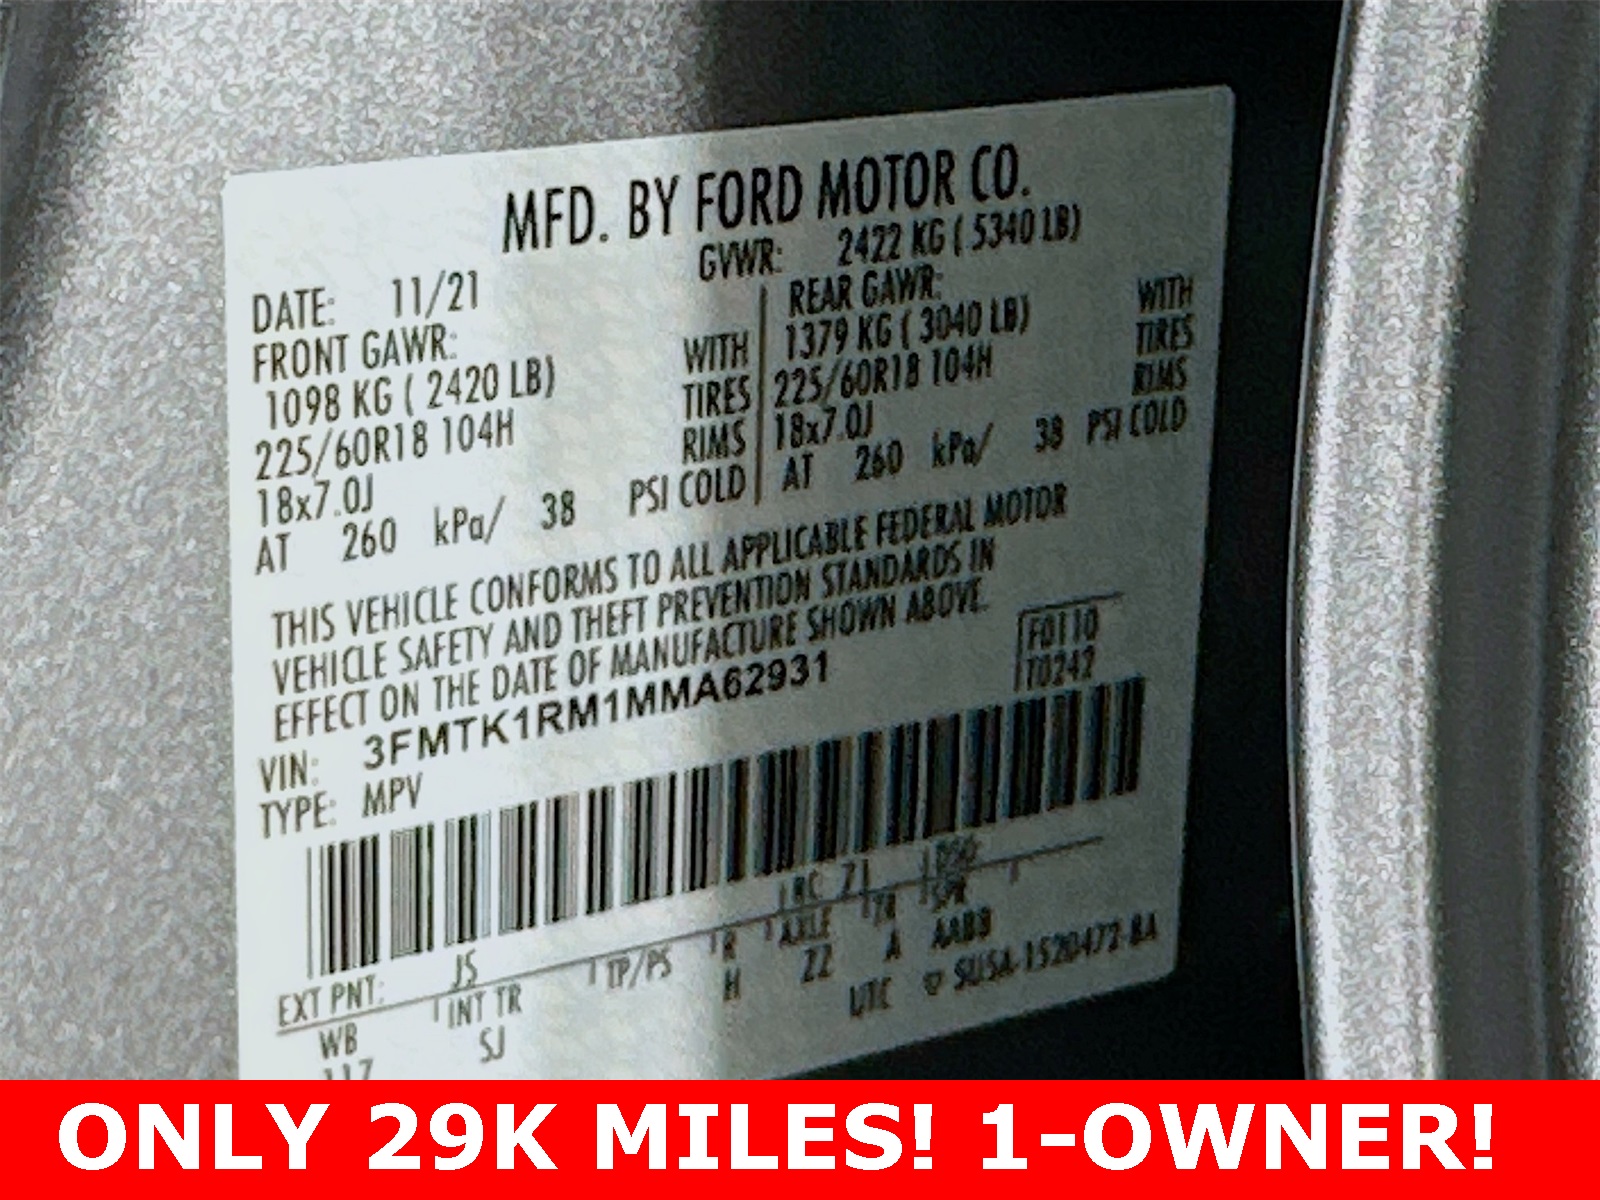 MFD. BY FORD MOTOR CO.
DATE: 11/21 GVWR: 2422 KG ( 5340 LB)
FRONT GAWR: REAR GAWR:
1098 KG ( 2420 LB) WITH 1379 KG ( 3040 LB) WITH
225/60R18 104H TIRES 225/60R18 104H TIRES
18x7.0J RIMS 18x7.0J RIMS
AT 260 kPa/ 38 PSI COLD AT 260 kPa/ 38 PSI COLD
THIS VEHICLE CONFORMS TO ALL APPLICABLE FEDERAL MOTOR
VEHICLE SAFETY AND THEFT PREVENTION STANDARDS IN
EFFECT ON THE DATE OF MANUFACTURE SHOWN ABOVE.
VIN: 3FMTK1RM1MMA62931 F0110
TYPE: MPV T0242
EXT PNT: JS RC: 71
WB INT TR TP/PS R AXLE TR SPR
117 SJ H ZZ A AABB
UTC SU5A-1520472-BA
ONLY 29K MILES! 1-OWNER!